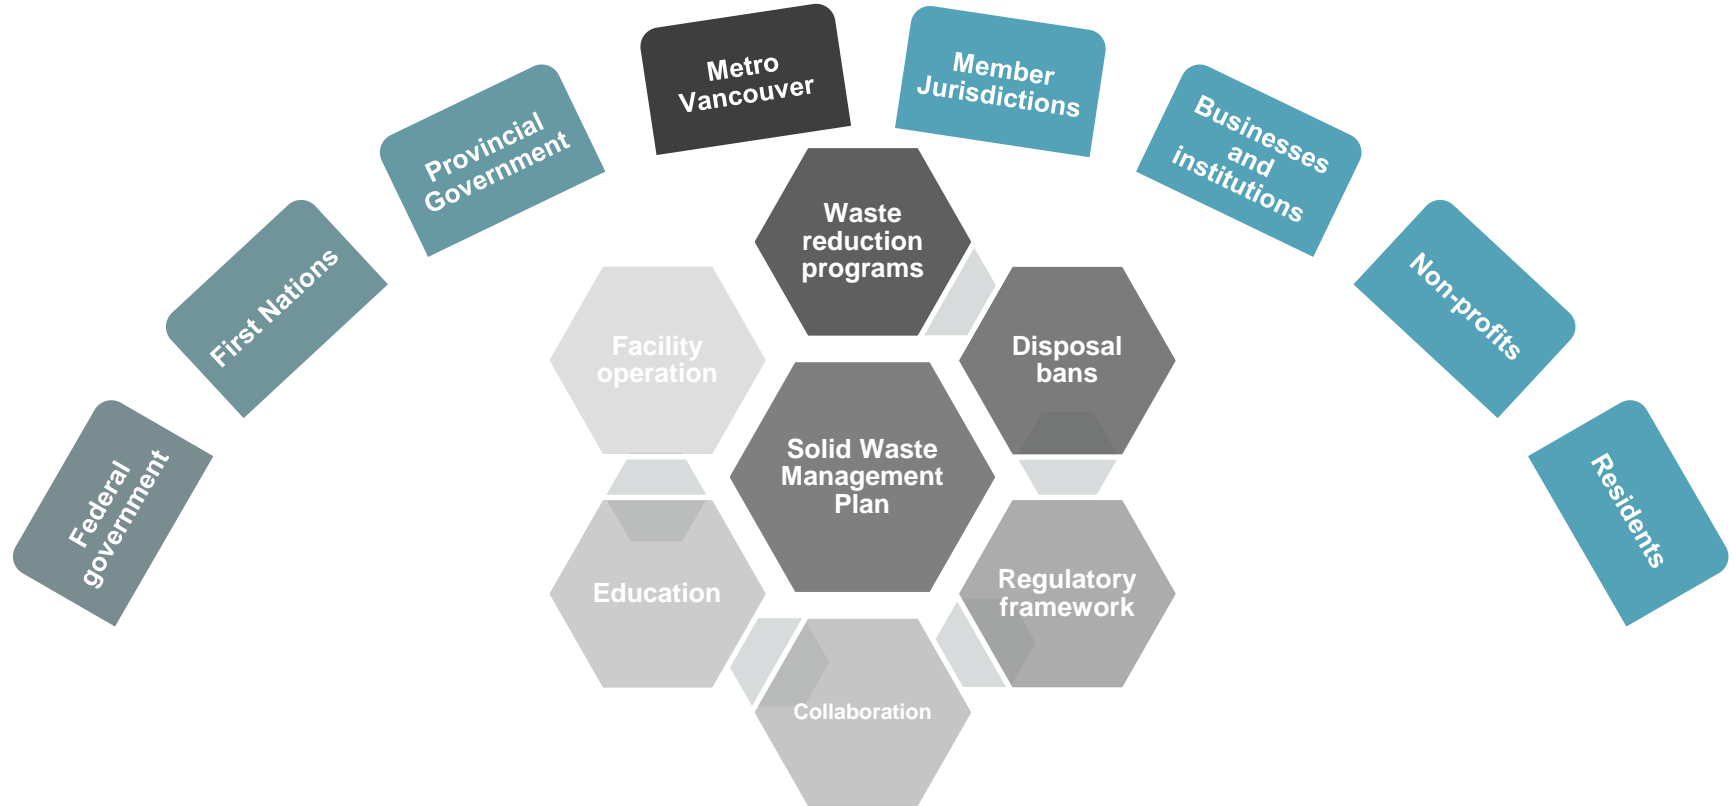 Metro
Vancouver
Member
Jurisdictions
Provincial
Government
Businesses
and
institutions
First Nations
Non-profits
Federal
government
Residents
Waste
reduction
programs
Facility
operation
Disposal
bans
Solid Waste
Management
Plan
Education
Regulatory
framework
Collaboration